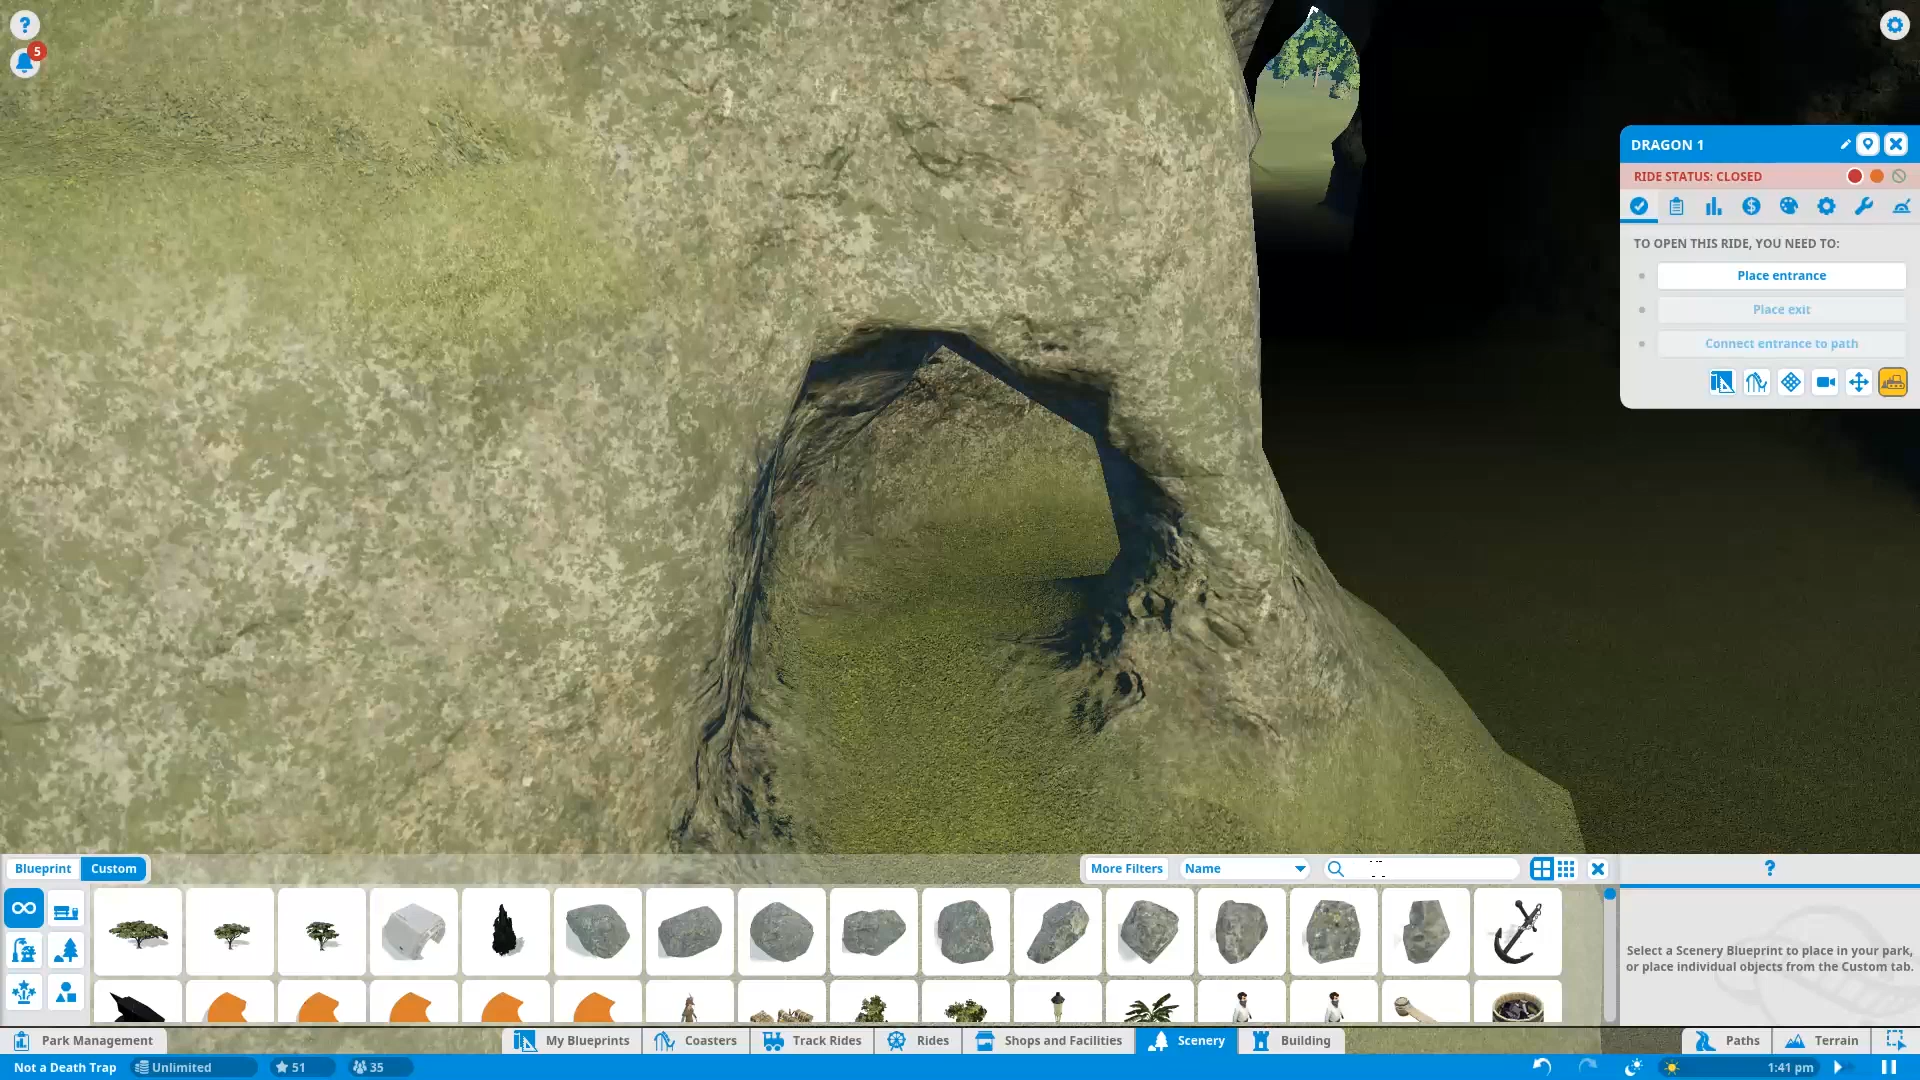 5
DRAGON 1
RIDE STATUS: CLOSED
TO OPEN THIS RIDE, YOU NEED TO:
Place entrance
Place exit
Connect entrance to path
Blueprint
Custom
More Filters
Name
?
Select a Scenery Blueprint to place in your park,
or place individual objects from the Custom tab.
Park Management
My Blueprints
Coasters
Track Rides
Rides
Shops and Facilities
Scenery
Building
Paths
Terrain
Not a Death Trap
Unlimited
51
35
1:41 pm